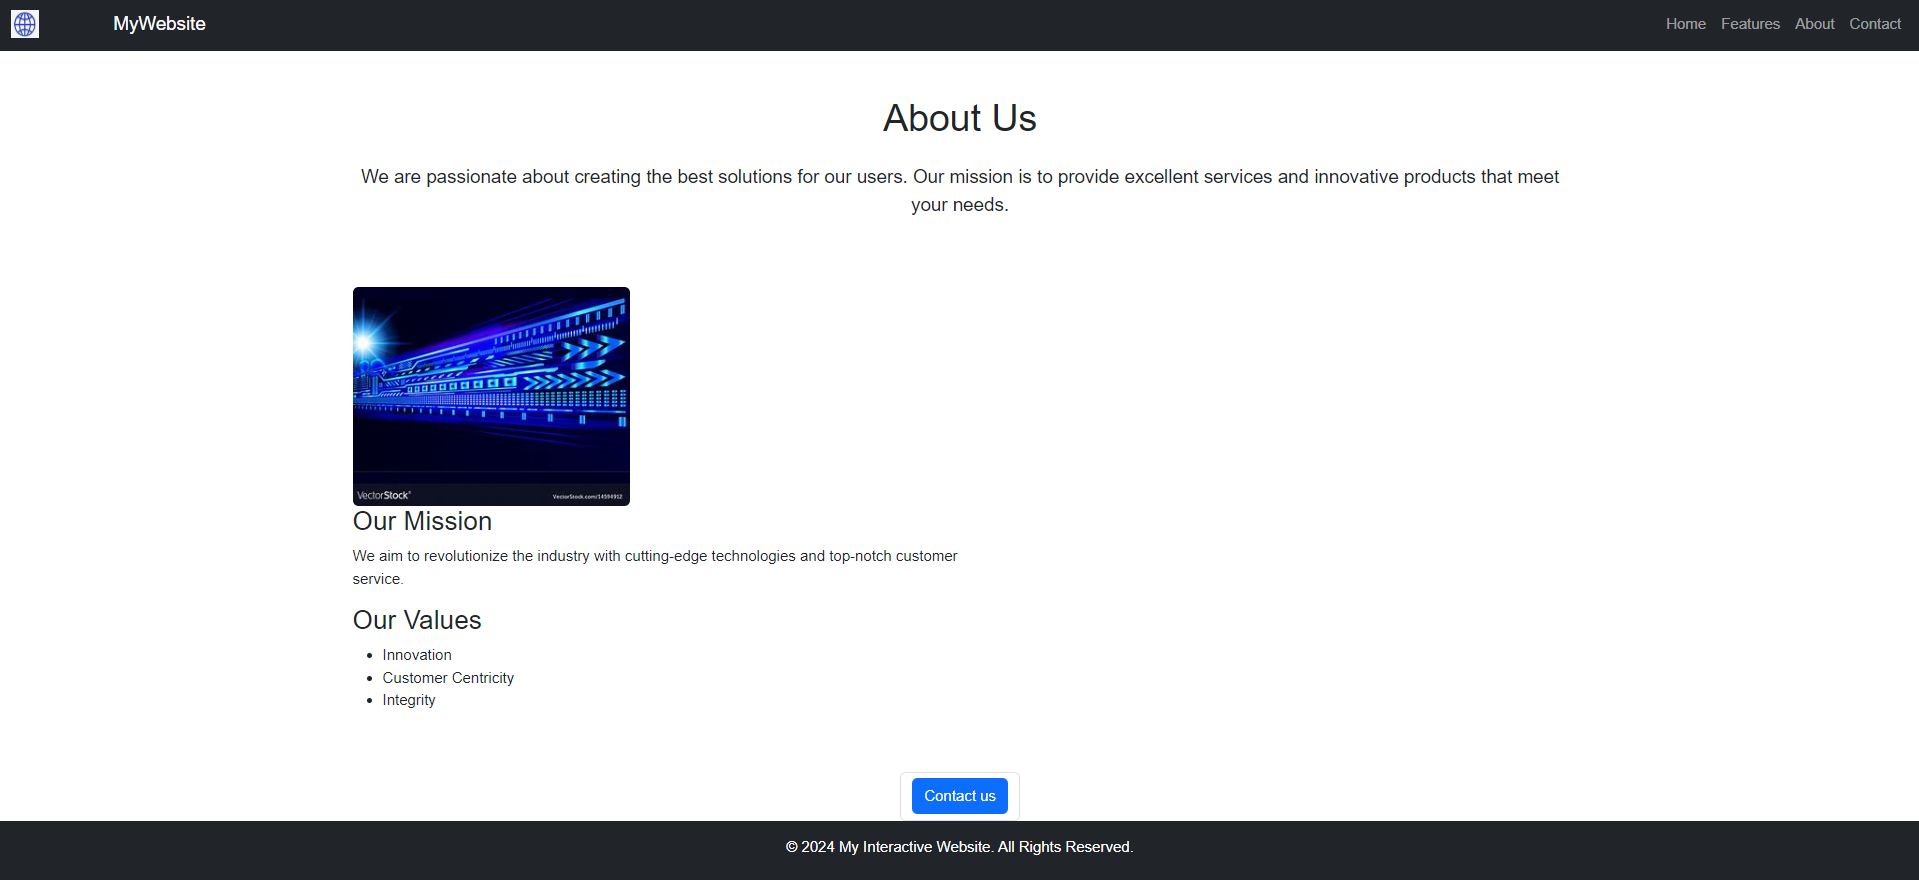 MyWebsite
Home Features About Contact
About Us
We are passionate about creating the best solutions for our users. Our mission is to provide excellent services and innovative products that meet
your needs.
VectorStock®
VectorStock.com/14594912
Our Mission
We aim to revolutionize the industry with cutting-edge technologies and top-notch customer
service.
Our Values
Innovation
Customer Centricity
Integrity
Contact us
© 2024 My Interactive Website. All Rights Reserved.